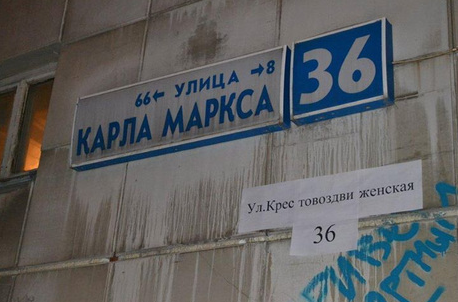 66← УЛИЦА →8
КАРЛА МАРКСА
36
Ул.Крес товоздви женская
36